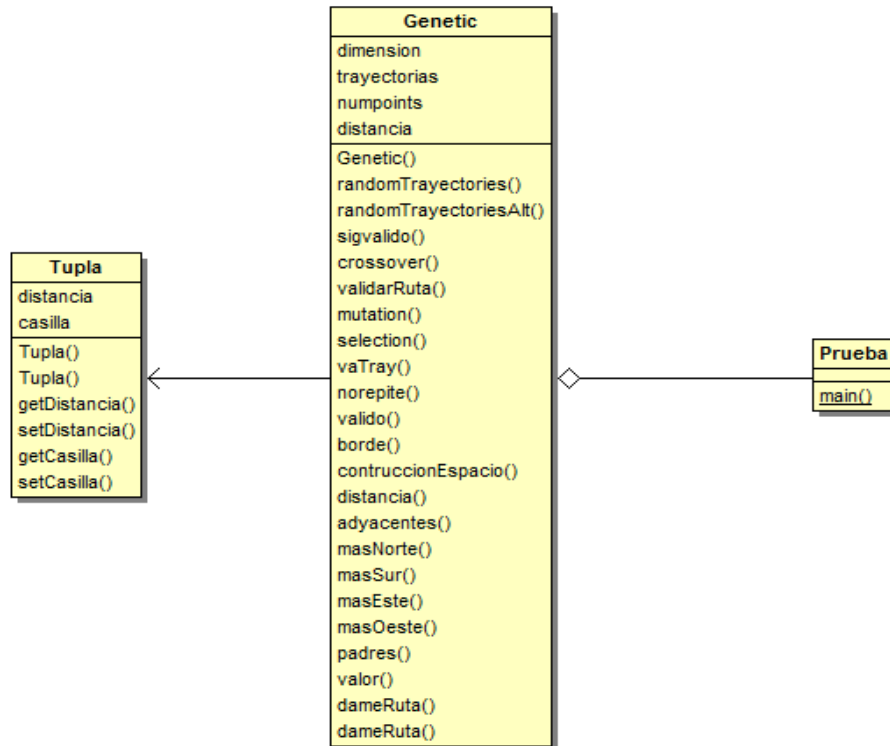 Genetic
dimension
trayectorias
numpoints
distancia
Genetic()
randomTrayectories()
randomTrayectoriesAlt()
sigvalido()
crossover()
validarRuta()
mutation()
selection()
vaTray()
norepite()
valido()
borde()
contruccionEspacio()
distancia()
adyacentes()
masNorte()
masSur()
masEste()
masOeste()
padres()
valor()
dameRuta()
dameRuta()
Tupla
distancia
casilla
Tupla()
Tupla()
getDistancia()
setDistancia()
getCasilla()
setCasilla()
Prueba
main()